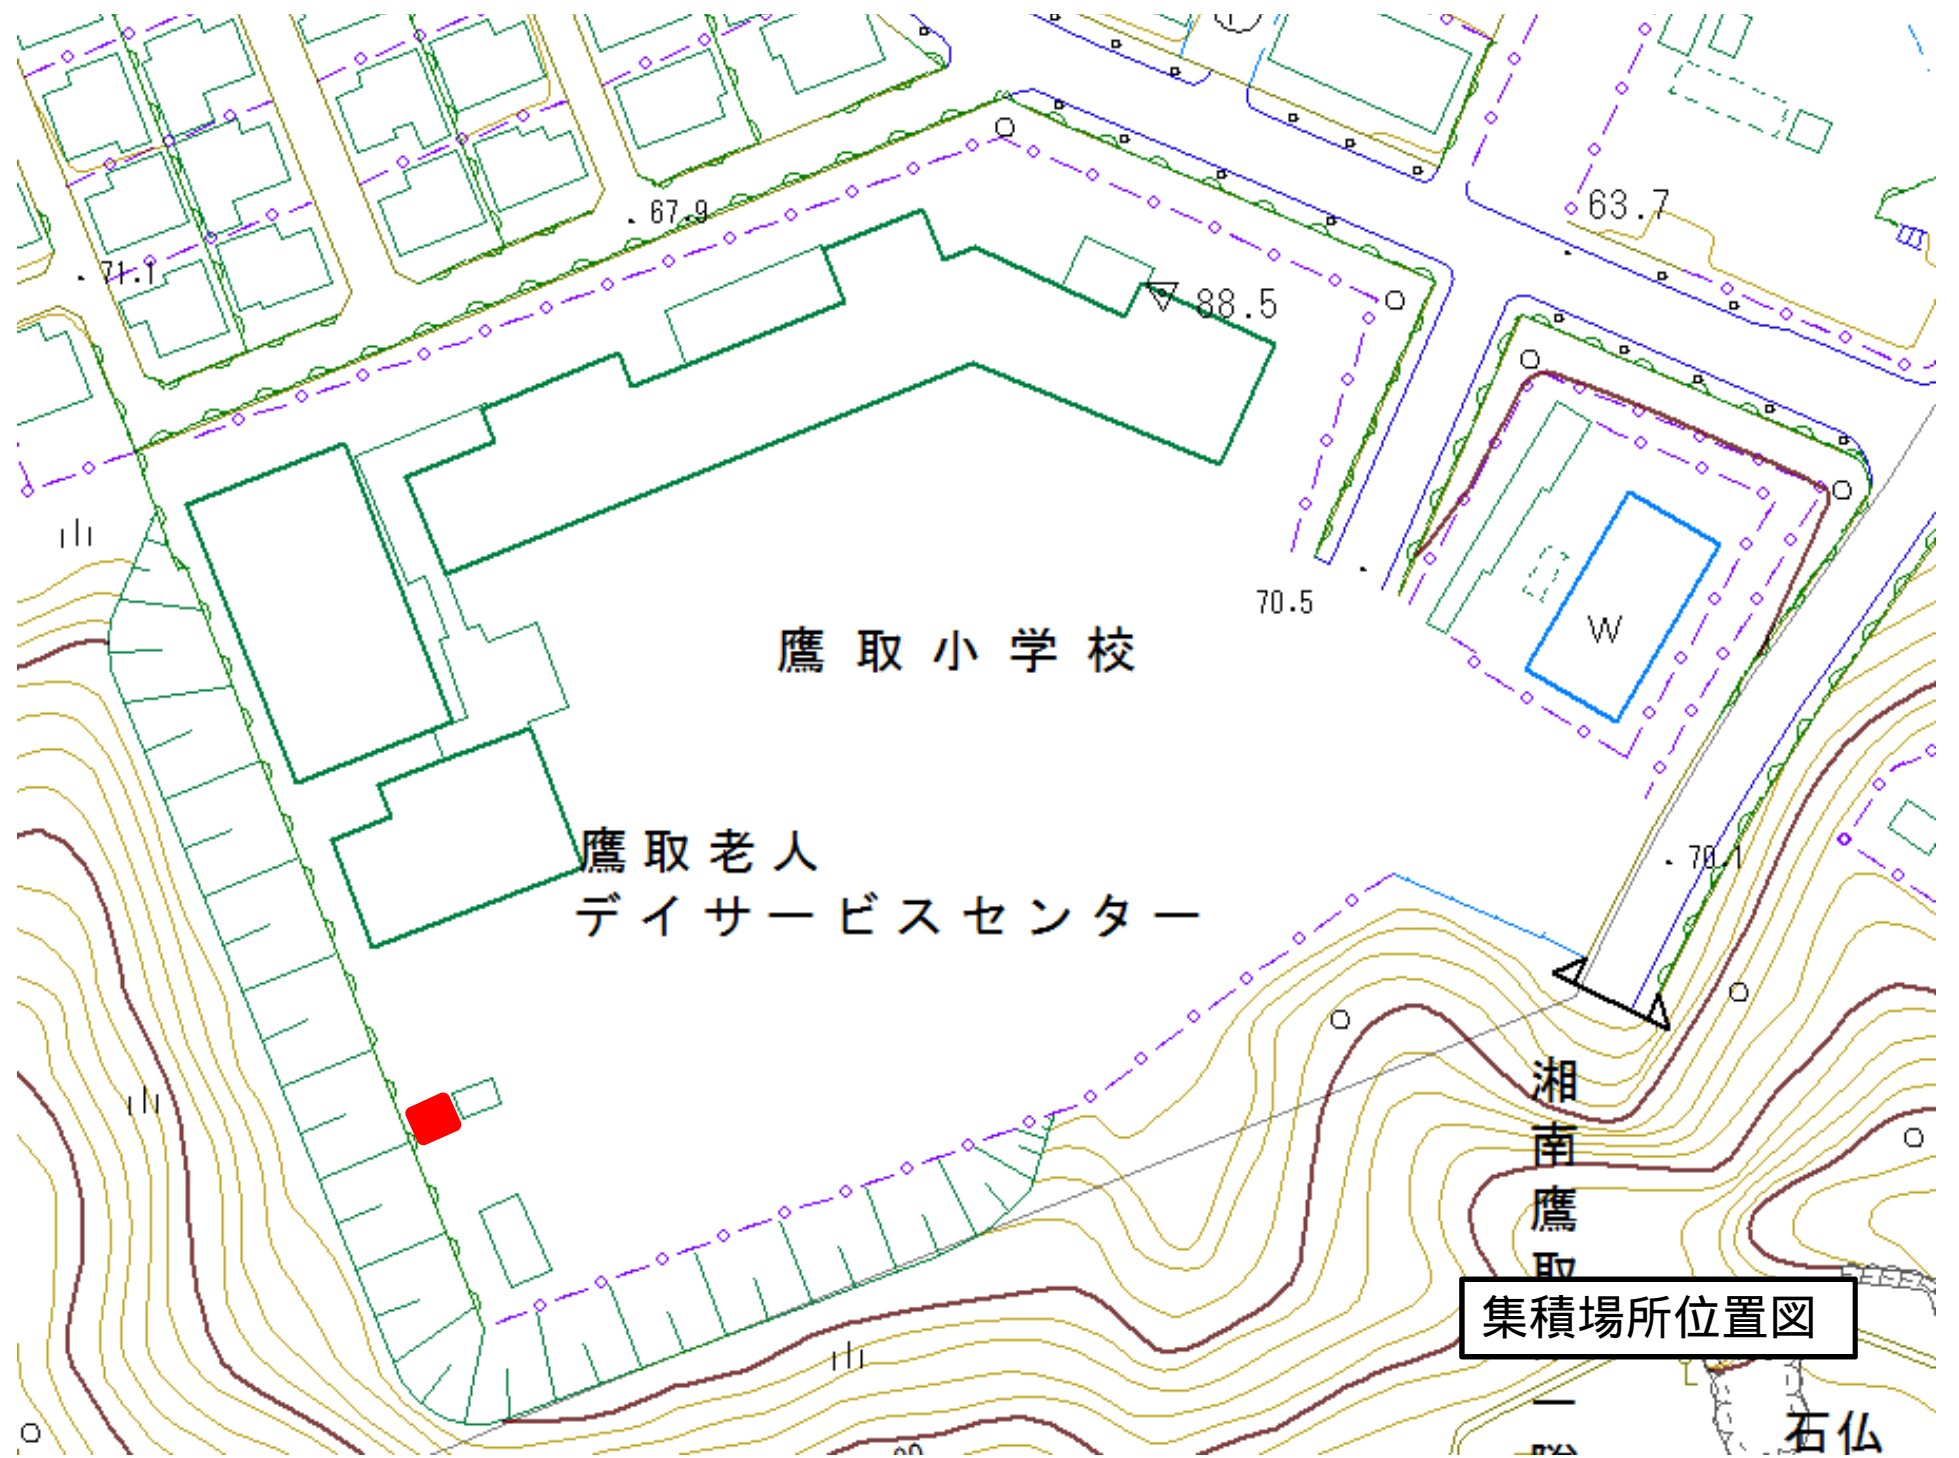 67.9
63.7
71.1
88.5
70.5
W
鷹取小学校
鷹取老人
デイサービスセンター
70.1
湘南鷹取
集積場所位置図
石仏